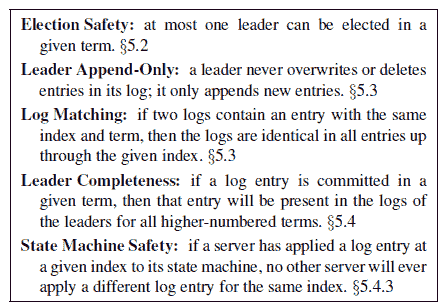 Election Safety: at most one leader can be elected in a
given term. §5.2
Leader Append-Only: a leader never overwrites or deletes
entries in its log; it only appends new entries. §5.3
Log Matching: if two logs contain an entry with the same
index and term, then the logs are identical in all entries up
through the given index. §5.3
Leader Completeness: if a log entry is committed in a
given term, then that entry will be present in the logs of
the leaders for all higher-numbered terms. §5.4
State Machine Safety: if a server has applied a log entry at
a given index to its state machine, no other server will ever
apply a different log entry for the same index. §5.4.3